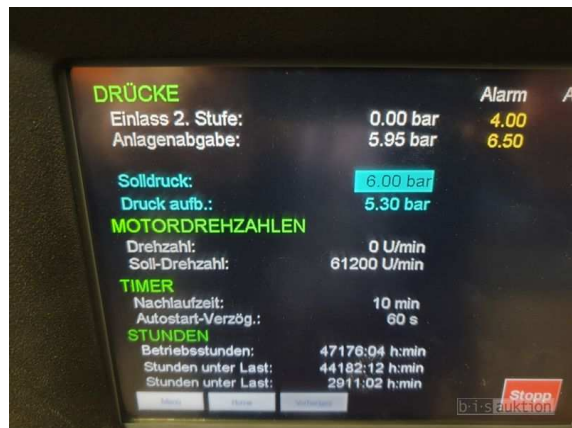 DRÜCKE Alarm A
Einlass 2. Stufe: 0.00 bar 4.00
Anlagenabgabe: 5.95 bar 6.50
Solldruck: 6.00 bar
Druck aufb.: 5.30 bar
MOTORDREHZAHLEN
Drehzahl: 0 U/min
Soll-Drehzahl: 61200 U/min
TIMER
Nachlaufzeit: 10 min
Autostart-Verzög.: 60 s
STUNDEN
Betriebsstunden: 47176:04 h:min
Stunden unter Last: 44182:12 h:min
Stunden unter Last: 2911:02 h:min
Home
Stopp
b·i·s auktion